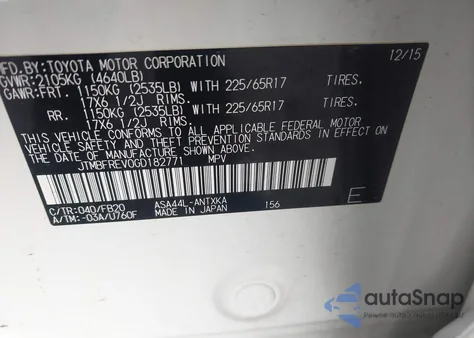 MFD.BY:TOYOTA MOTOR CORPORATION 12/15
GVWR:2105KG (4640LB)
GAWR:FRT. 1150KG (2535LB) WITH 225/65R17 TIRES.
17X6 1/2J RIMS.
RR. 1150KG (2535LB) WITH 225/65R17 TIRES.
17X6 1/2J RIMS.
THIS VEHICLE CONFORMS TO ALL APPLICABLE FEDERAL MOTOR
VEHICLE SAFETY, BUMPER, AND THEFT PREVENTION STANDARDS IN EFFECT
ON THE DATE OF MANUFACTURE SHOWN ABOVE.
JTMBFREV0GD182771 MPV
E
C/TR:040/FB20 ASA44L-ANTXKA 156
A/TM:-03A/U760F MADE IN JAPAN
autoSnap